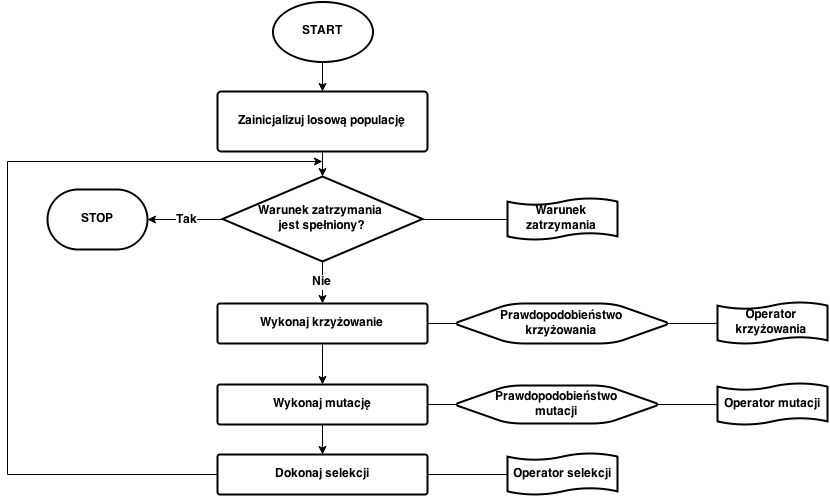 START
Zainicjalizuj losową populację
Warunek zatrzymania
jest spełniony?
STOP
Tak
Warunek
zatrzymania
Nie
Wykonaj krzyżowanie
Prawdopodobieństwo
krzyżowania
Operator
krzyżowania
Wykonaj mutację
Prawdopodobieństwo
mutacji
Operator mutacji
Dokonaj selekcji
Operator selekcji